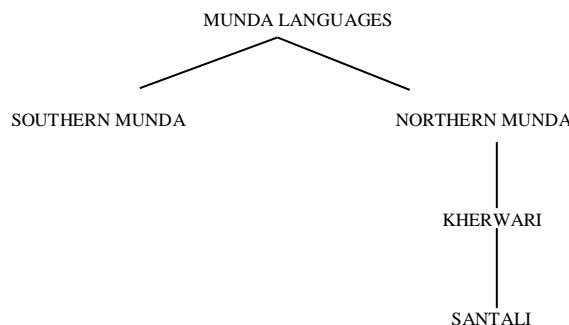 MUNDA LANGUAGES
SOUTHERN MUNDA
NORTHERN MUNDA
KHERWARI
SANTALI